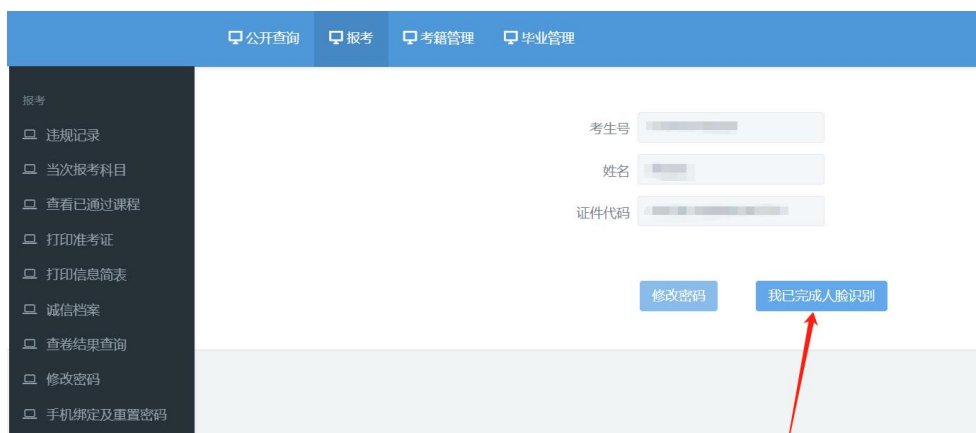 公开查询 报考 考籍管理 毕业管理
报考
违规记录
当次报考科目
查看已通过课程
打印准考证
打印信息简表
诚信档案
查卷结果查询
修改密码
手机绑定及重置密码
考生号
姓名
证件代码
修改密码 我已完成人脸识别